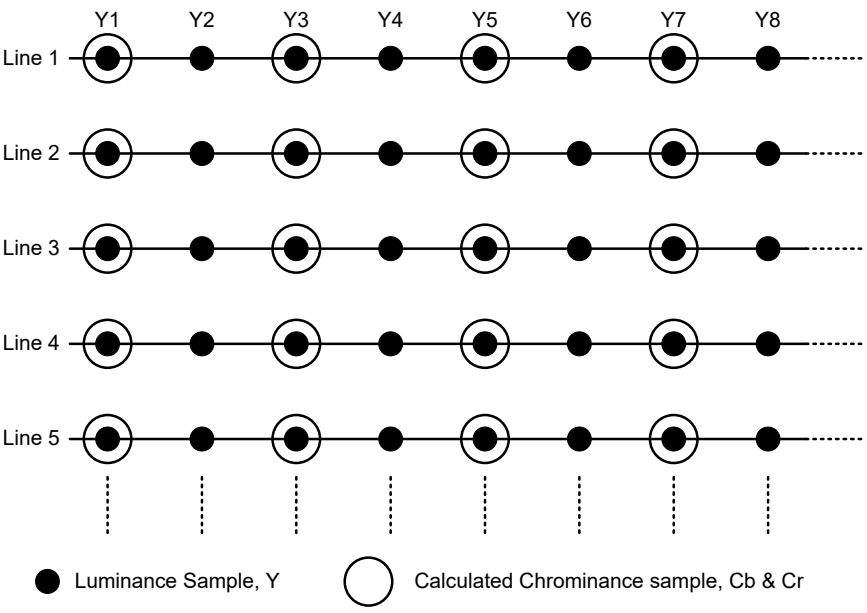 Y1 Y2 Y3 Y4 Y5 Y6 Y7 Y8
Line 1
Line 2
Line 3
Line 4
Line 5
Luminance Sample, Y
Calculated Chrominance sample, Cb & Cr